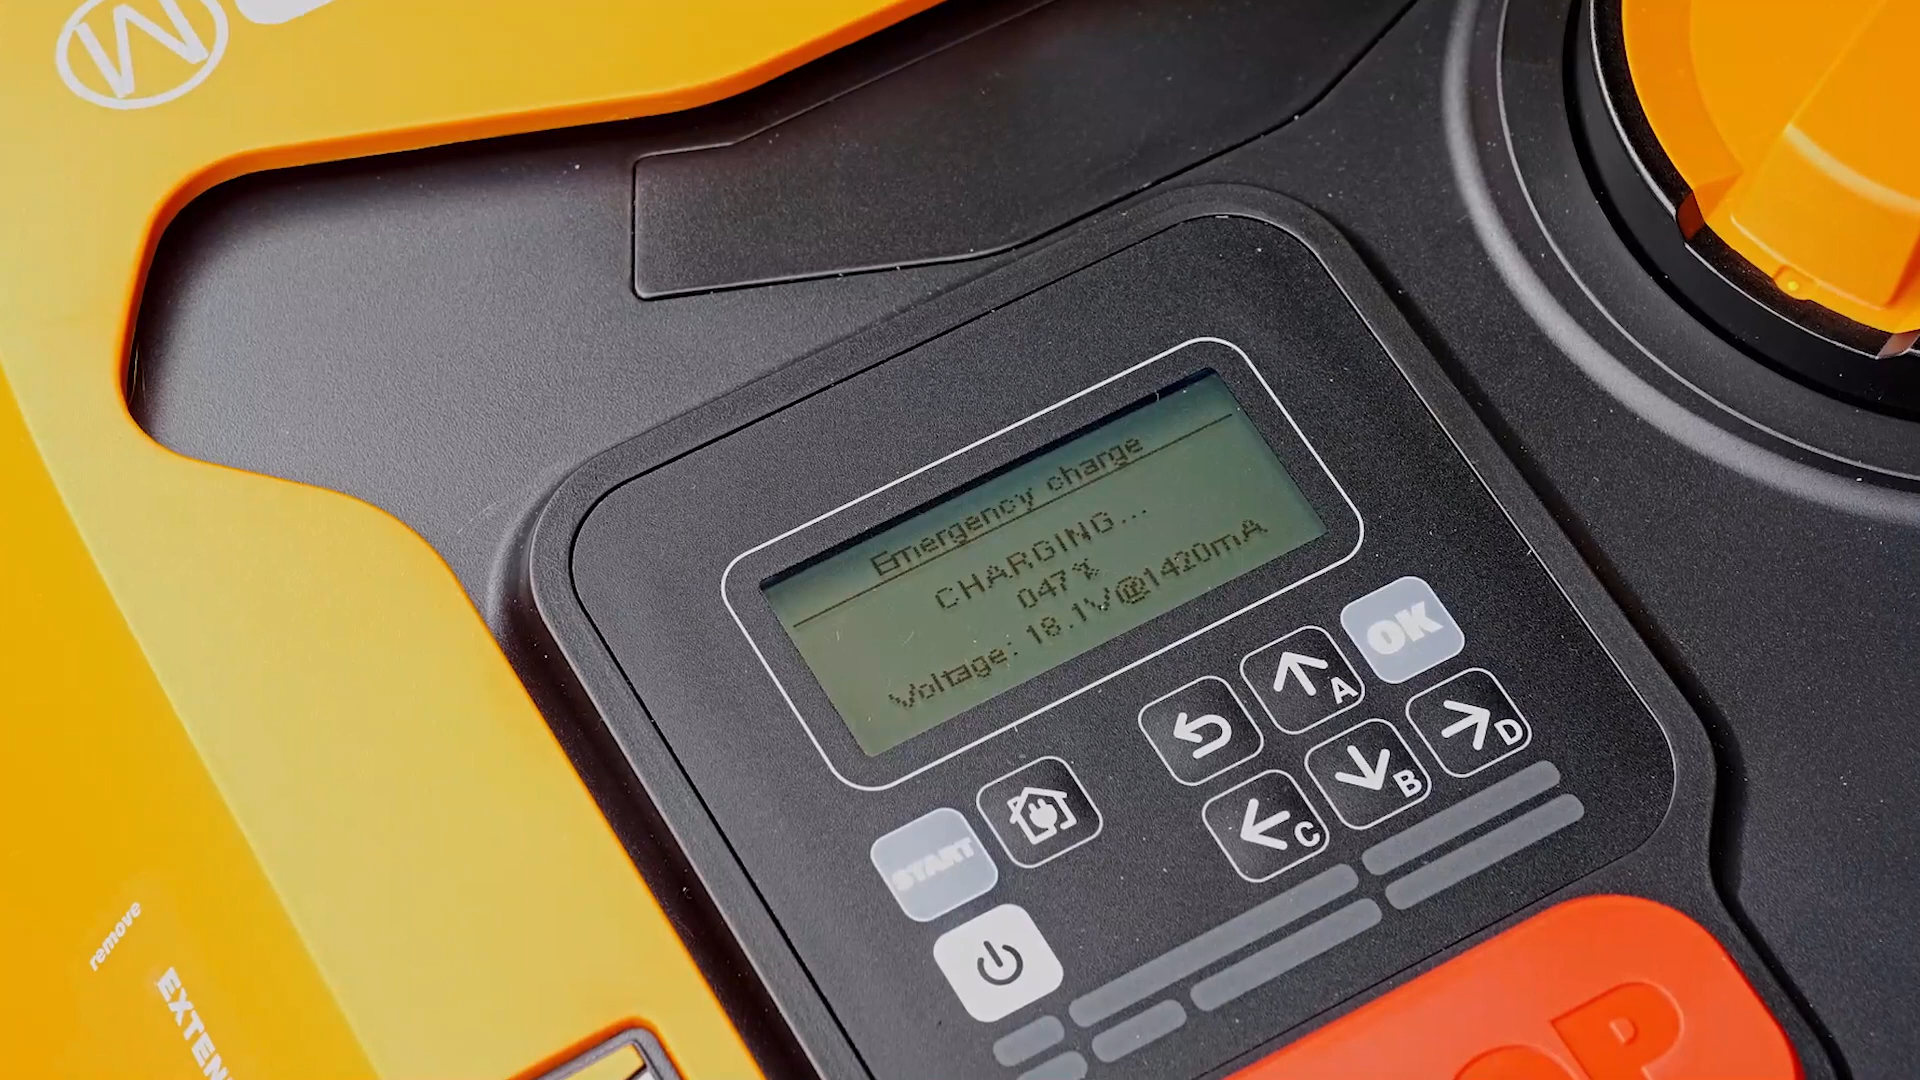 Emergency charge
CHARGING...
047%
Voltage: 18.1V@1420mA
OK
A
D
B
C
START
remove